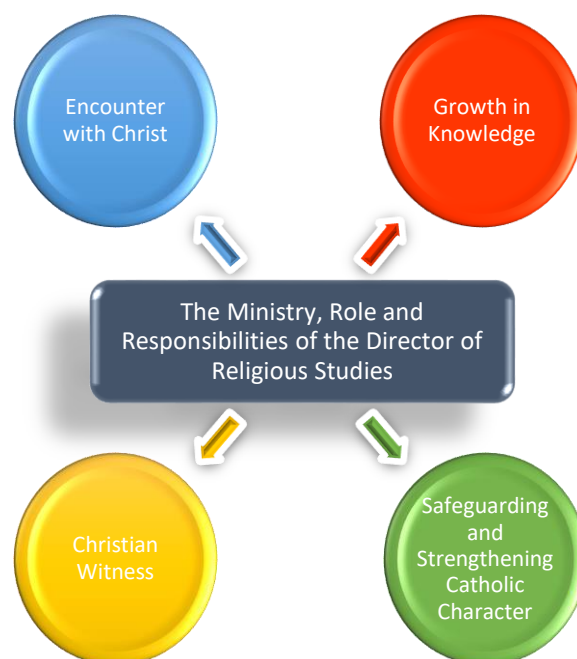 Encounter
with Christ
Growth in
Knowledge
The Ministry, Role and
Responsibilities of the Director of
Religious Studies
Christian
Witness
Safeguarding
and
Strengthening
Catholic
Character